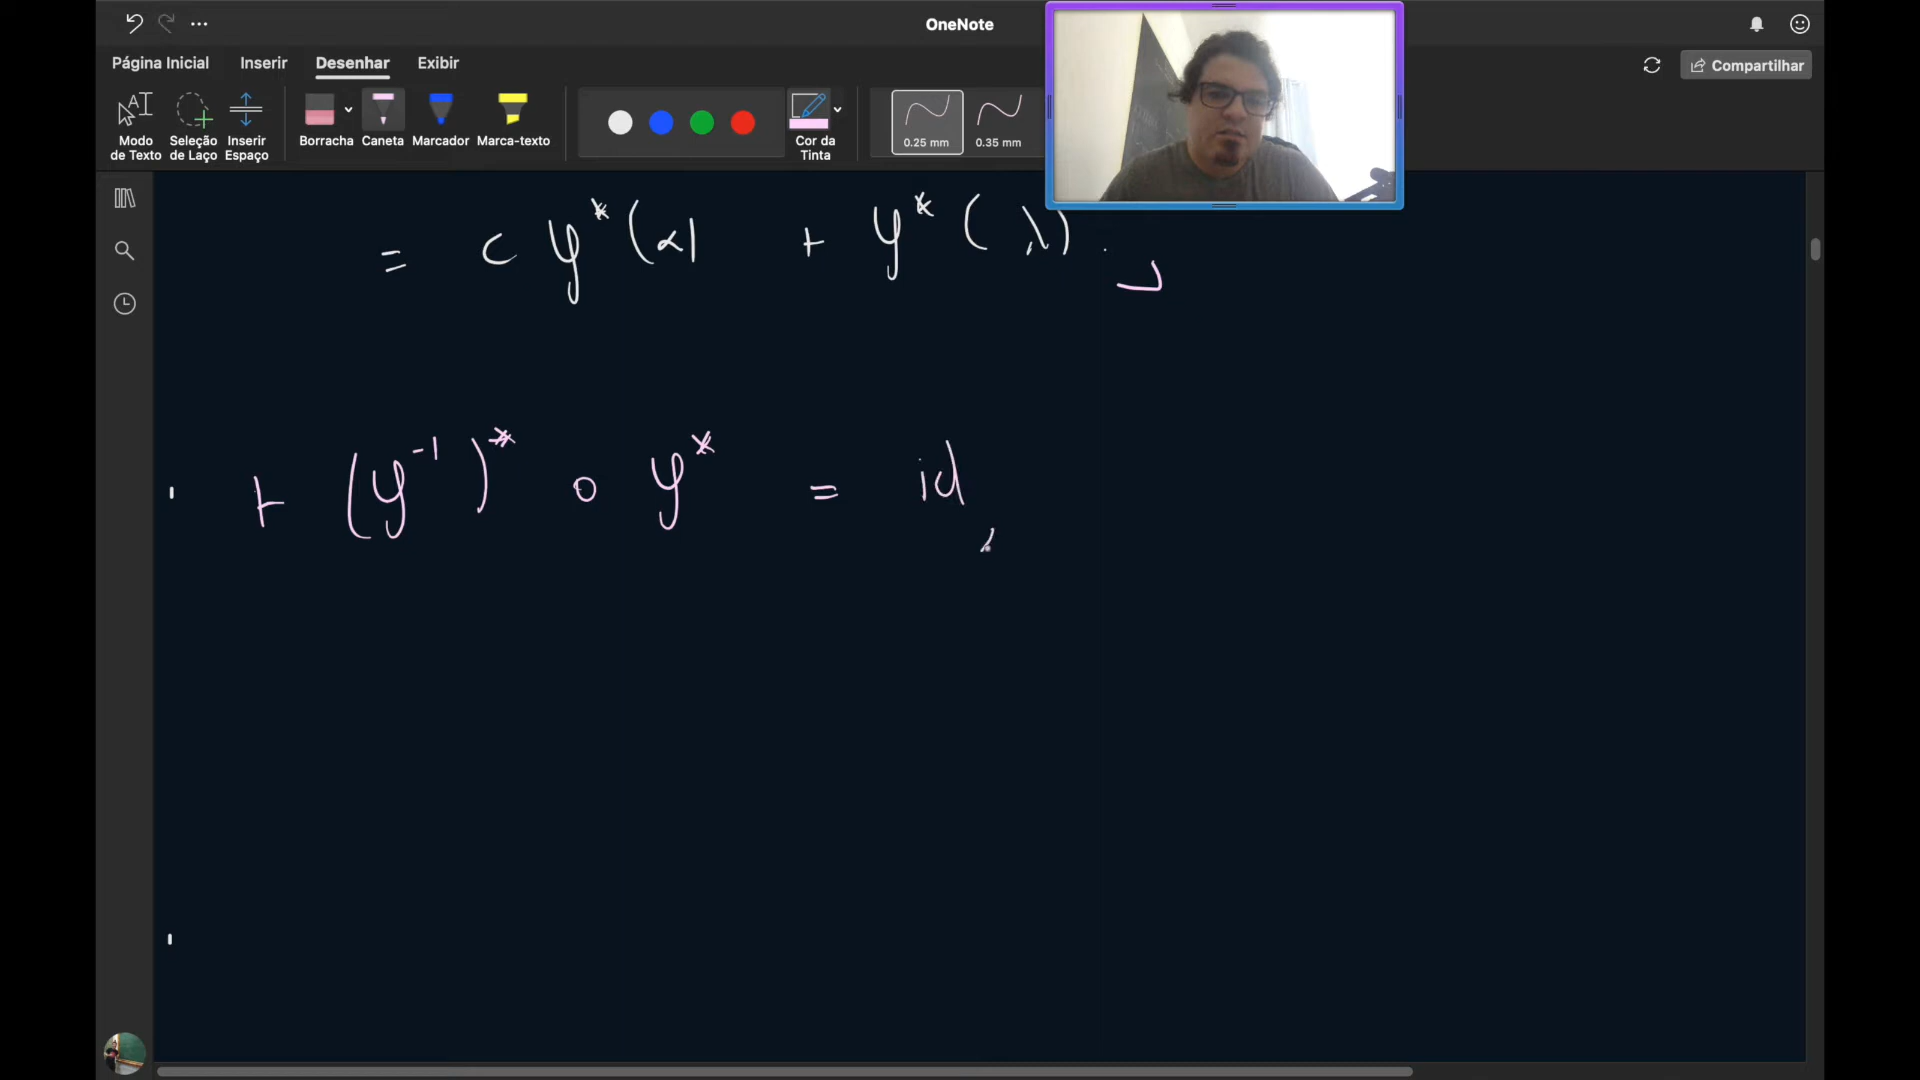 OneNote
Página Inicial Inserir Desenhar Exibir
Compartilhar
Modo de Texto
Seleção de Laço
Inserir Espaço
Borracha
Caneta
Marcador
Marca-texto
Cor da Tinta
0.25 mm
0.35 mm
= c φ*(α) + φ*(λ).
+ (φ⁻¹)* ∘ φ* = id